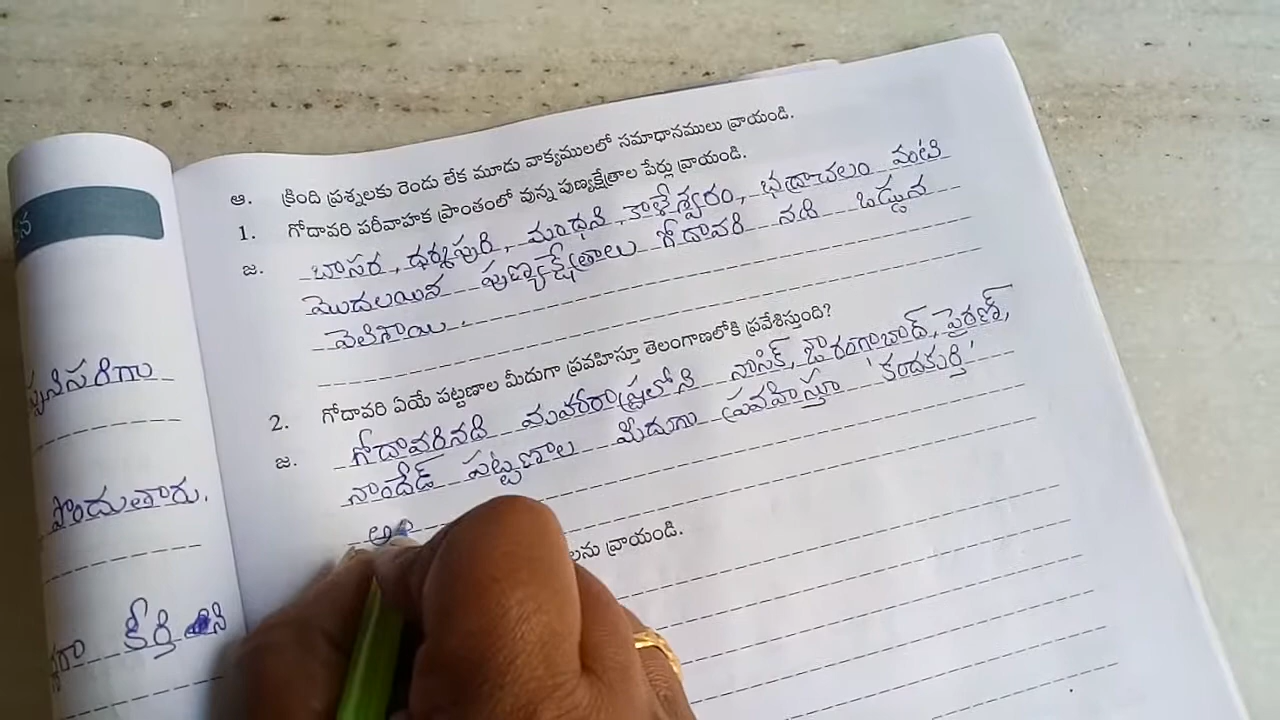 న
ప్పనిసరిగా
పొందుతారు.
కీర్తి ని
ఆ. క్రింది ప్రశ్నలకు రెండు లేక మూడు వాక్యములలో సమాధానములు వ్రాయండి.
1. గోదావరి పరీవాహక ప్రాంతంలో వున్న పుణ్యక్షేత్రాల పేర్లు వ్రాయండి.
జ. బాసర, ధర్మపురి, మంథని, కాళేశ్వరం, భద్రాచలం వంటి
మొదలయిన పుణ్యక్షేత్రాలు గోదావరి నది ఒడ్డున
వెలిశాయి.
2. గోదావరి ఏయే పట్టణాల మీదుగా ప్రవహిస్తూ తెలంగాణలోకి ప్రవేశిస్తుంది?
జ. గోదావరినది మహారాష్ట్రలోని నాసిక్, ఔరంగాబాద్, పైఠణ్,
నాందేడ్ పట్టణాల మీదుగా ప్రవహిస్తూ 'కందకుర్తి'
లను వ్రాయండి.